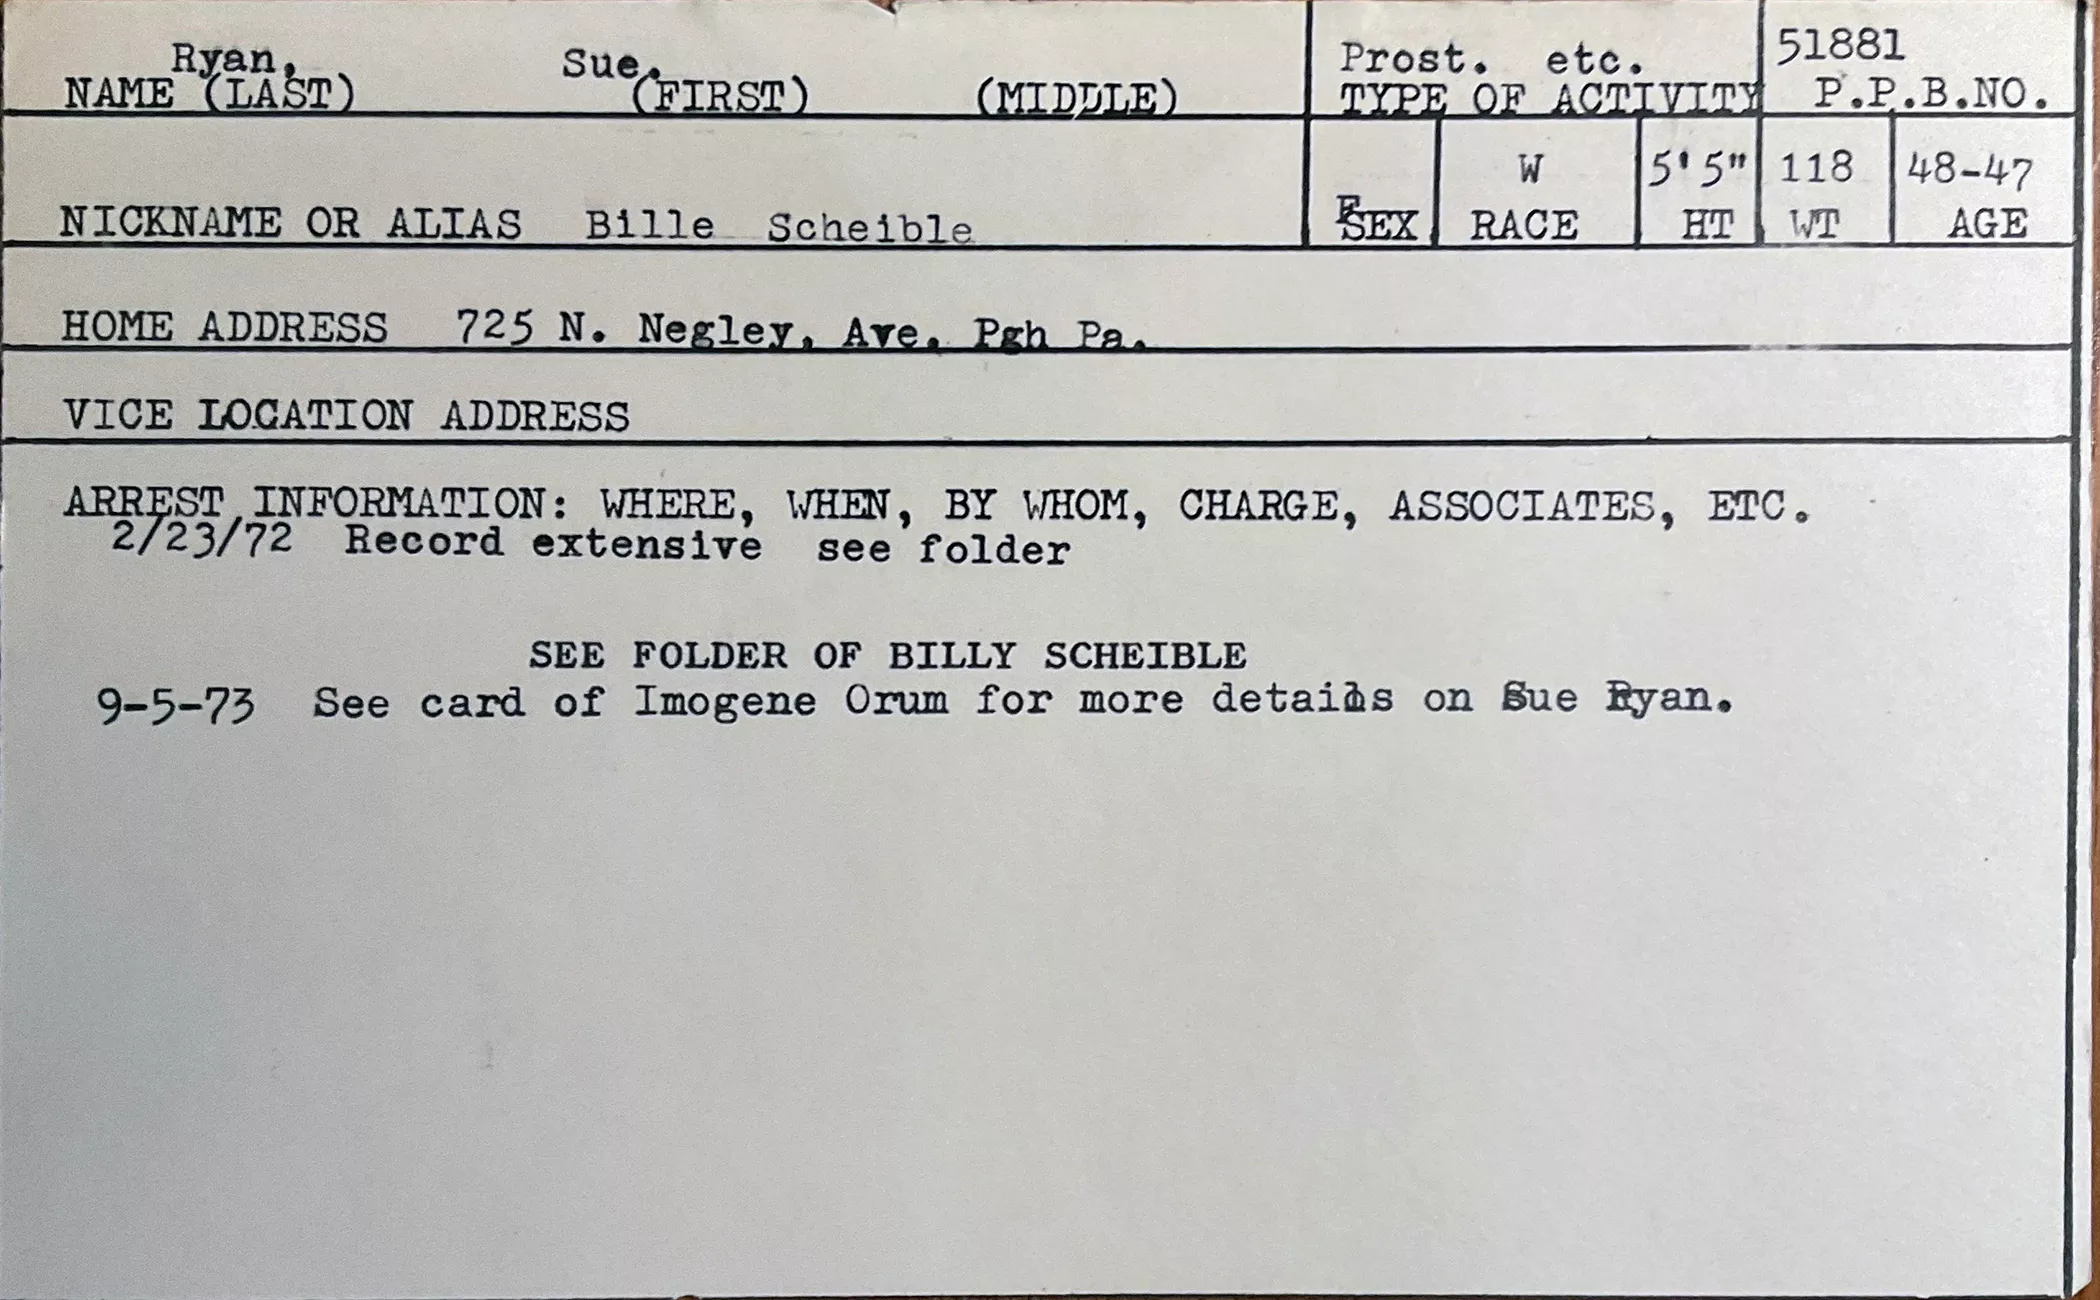 Ryan, Sue. Prost. etc. 51881
NAME (LAST) (FIRST) (MIDDLE) TYPE OF ACTIVITY P.P.B.NO.
W 5'5" 118 48-47
NICKNAME OR ALIAS Bille Scheible F SEX RACE HT WT AGE
HOME ADDRESS 725 N. Negley, Ave. Pgh Pa.
VICE LOCATION ADDRESS
ARREST INFORMATION: WHERE, WHEN, BY WHOM, CHARGE, ASSOCIATES, ETC.
2/23/72 Record extensive see folder
SEE FOLDER OF BILLY SCHEIBLE
9-5-73 See card of Imogene Orum for more details on Sue Ryan.